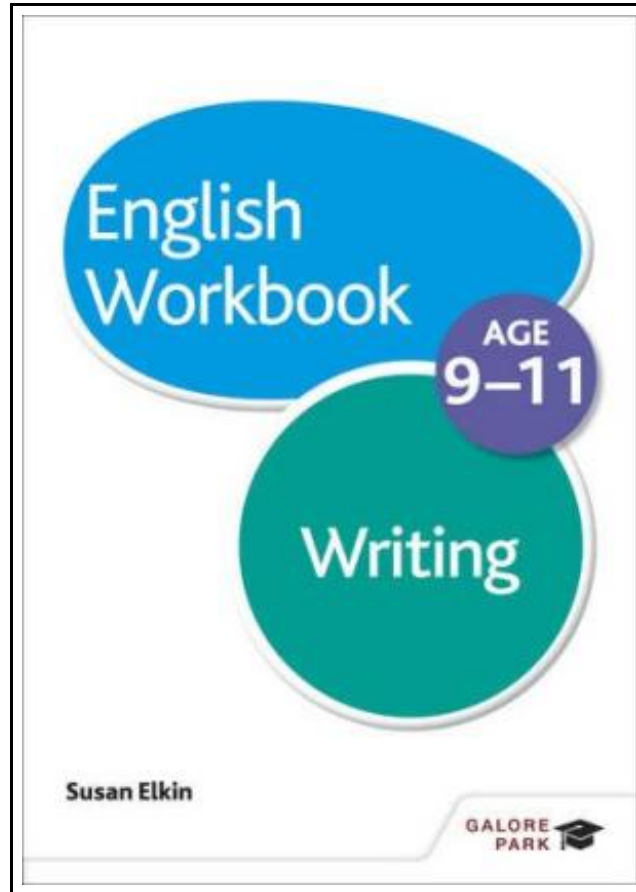 English
Workbook
AGE
9–11
Writing
Susan Elkin
GALORE
PARK